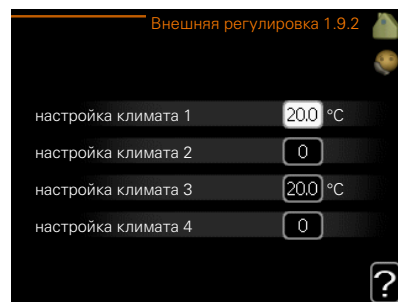 Внешняя регулировка 1.9.2
настройка климата 1 20.0 °C
настройка климата 2 0
настройка климата 3 20.0 °C
настройка климата 4 0
?